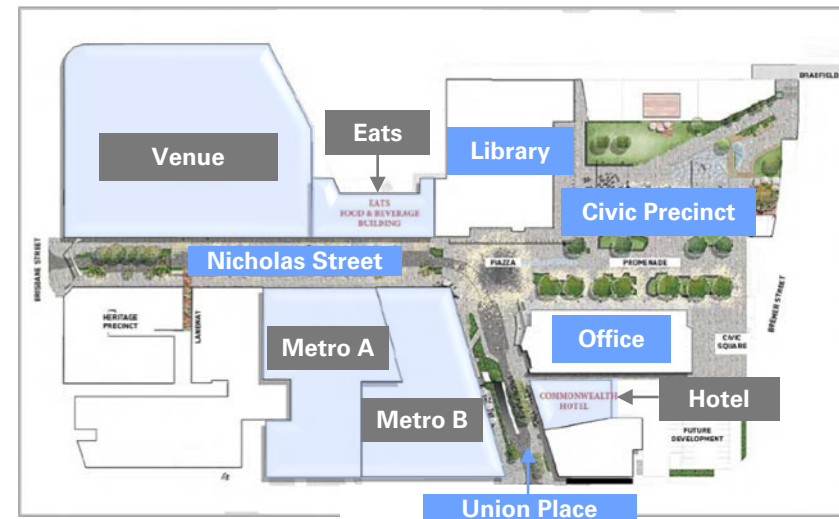 BRAEFIELD
Eats
Venue
Library
EATS
FOOD & BEVERAGE
BUILDING
Civic Precinct
Nicholas Street
PIAZZA
PROMENADE
BRISBANE STREET
BREMER STREET
HERITAGE
PRECINCT
LANEWAY
Metro A
Office
CIVIC
SQUARE
COMMONWEALTH
HOTEL
Hotel
Metro B
FUTURE
DEVELOPMENT
Union Place